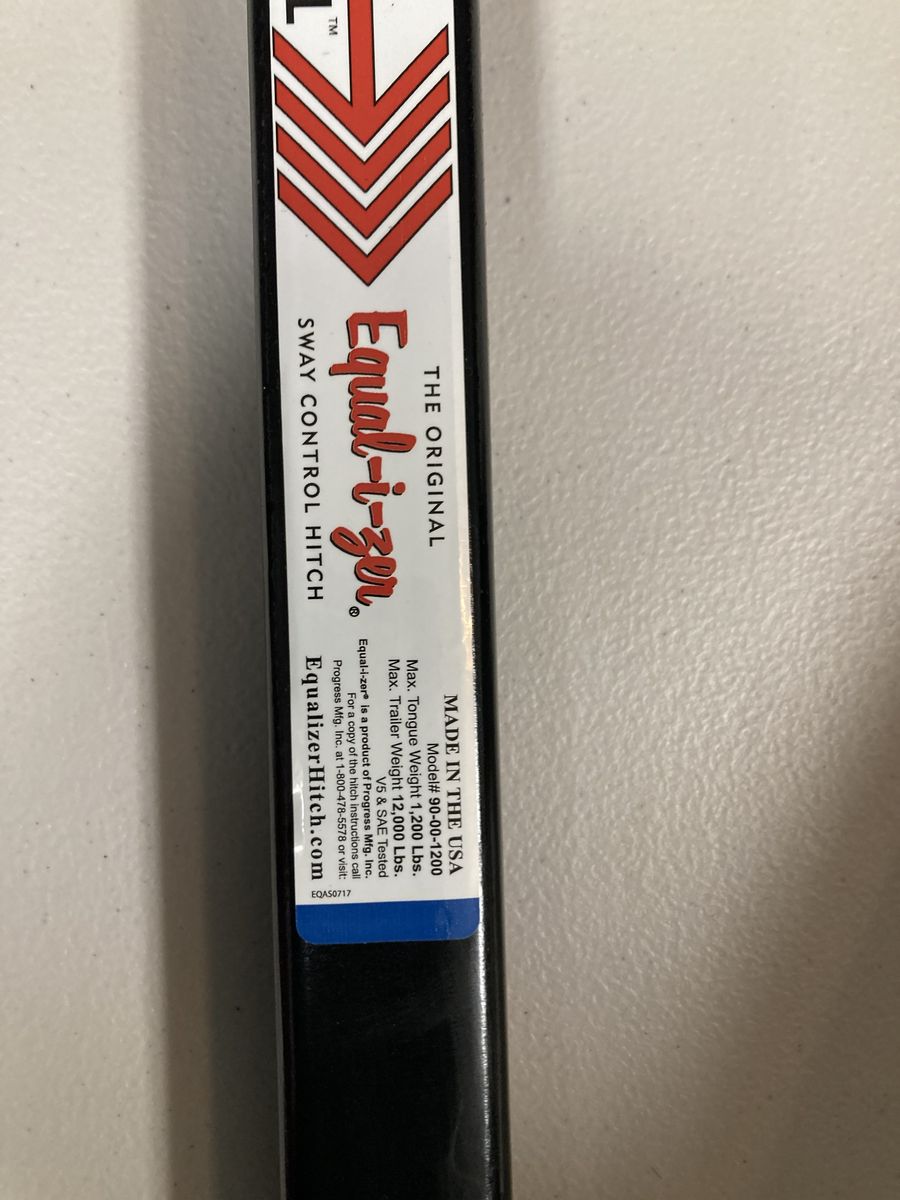 ™
THE ORIGINAL
Equal-i-zer®
SWAY CONTROL HITCH
MADE IN THE USA
Model# 90-00-1200
Max. Tongue Weight 1,200 Lbs.
Max. Trailer Weight 12,000 Lbs.
V5 & SAE Tested
Equal-i-zer® is a product of Progress Mfg. Inc.
For a copy of the hitch instructions call
Progress Mfg. Inc. at 1-800-478-5578 or visit:
EqualizerHitch.com
EQAS0717